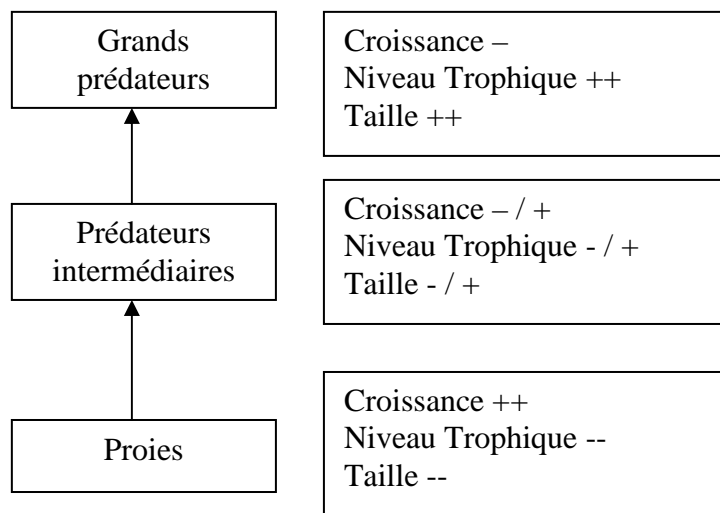 Grands
prédateurs
Croissance –
Niveau Trophique ++
Taille ++
Prédateurs
intermédiaires
Croissance – / +
Niveau Trophique - / +
Taille - / +
Proies
Croissance ++
Niveau Trophique --
Taille --